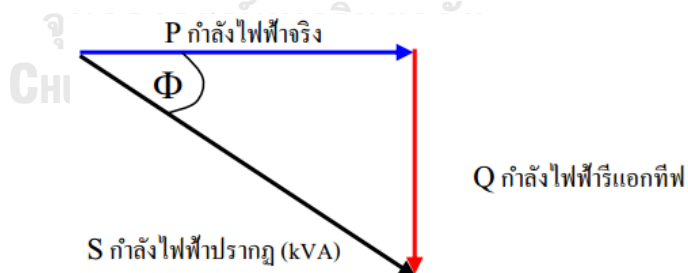 P กำลังไฟฟ้าจริง
Φ
Q กำลังไฟฟ้ารีแอกทีฟ
S กำลังไฟฟ้าปรากฏ (kVA)